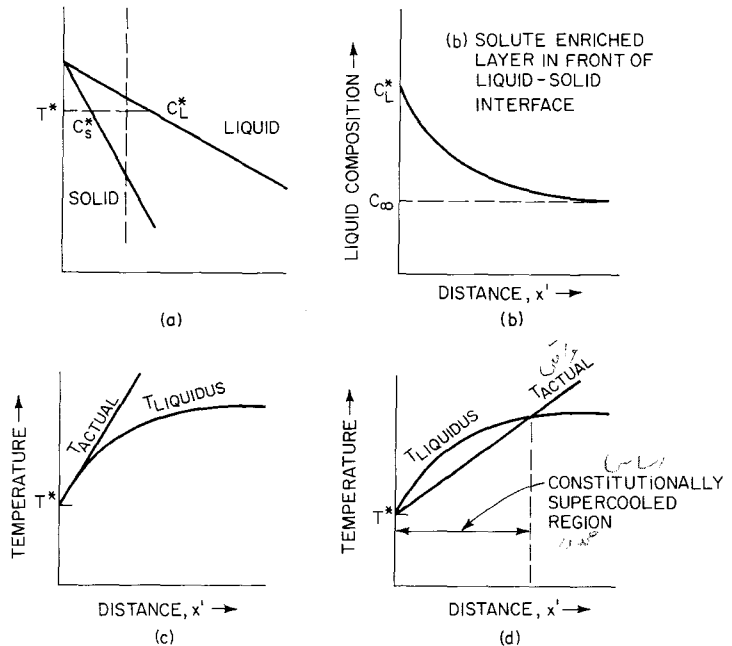 T*
C*S
C*L
LIQUID
SOLID
(a)
LIQUID COMPOSITION →
(b) SOLUTE ENRICHED
LAYER IN FRONT OF
LIQUID-SOLID
INTERFACE
C*L
C∞
DISTANCE, x' →
(b)
TEMPERATURE →
TACTUAL
TLIQUIDUS
T*
DISTANCE, x' →
(c)
TEMPERATURE →
TACTUAL
TLIQUIDUS
CONSTITUTIONALLY
SUPERCOOLED
REGION
T*
DISTANCE, x' →
(d)